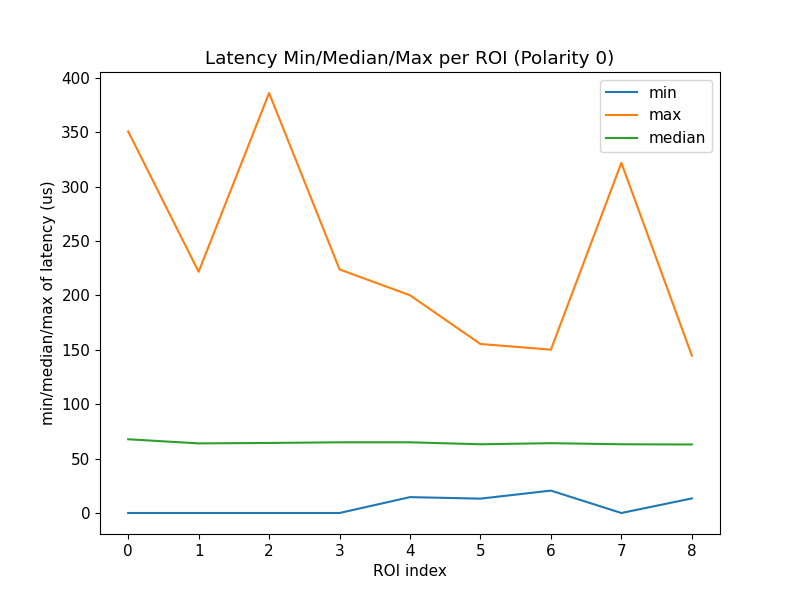 Latency Min/Median/Max per ROI (Polarity 0)
min
max
median
min/median/max of latency (us)
400
350
300
250
200
150
100
50
0
0 1 2 3 4 5 6 7 8
ROI index